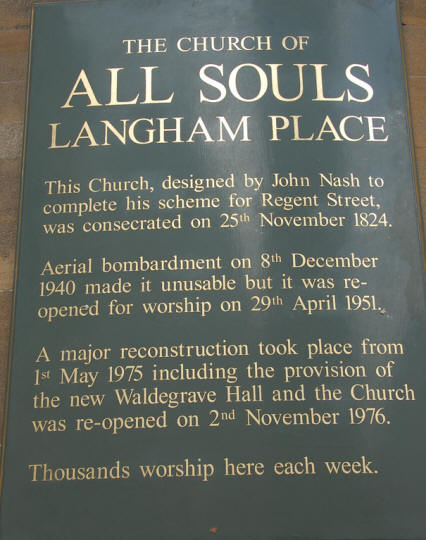 THE CHURCH OF
ALL SOULS
LANGHAM PLACE
This Church, designed by John Nash to
complete his scheme for Regent Street,
was consecrated on 25th November 1824.
Aerial bombardment on 8th December
1940 made it unusable but it was re-
opened for worship on 29th April 1951.
A major reconstruction took place from
1st May 1975 including the provision of
the new Waldegrave Hall and the Church
was re-opened on 2nd November 1976.
Thousands worship here each week.